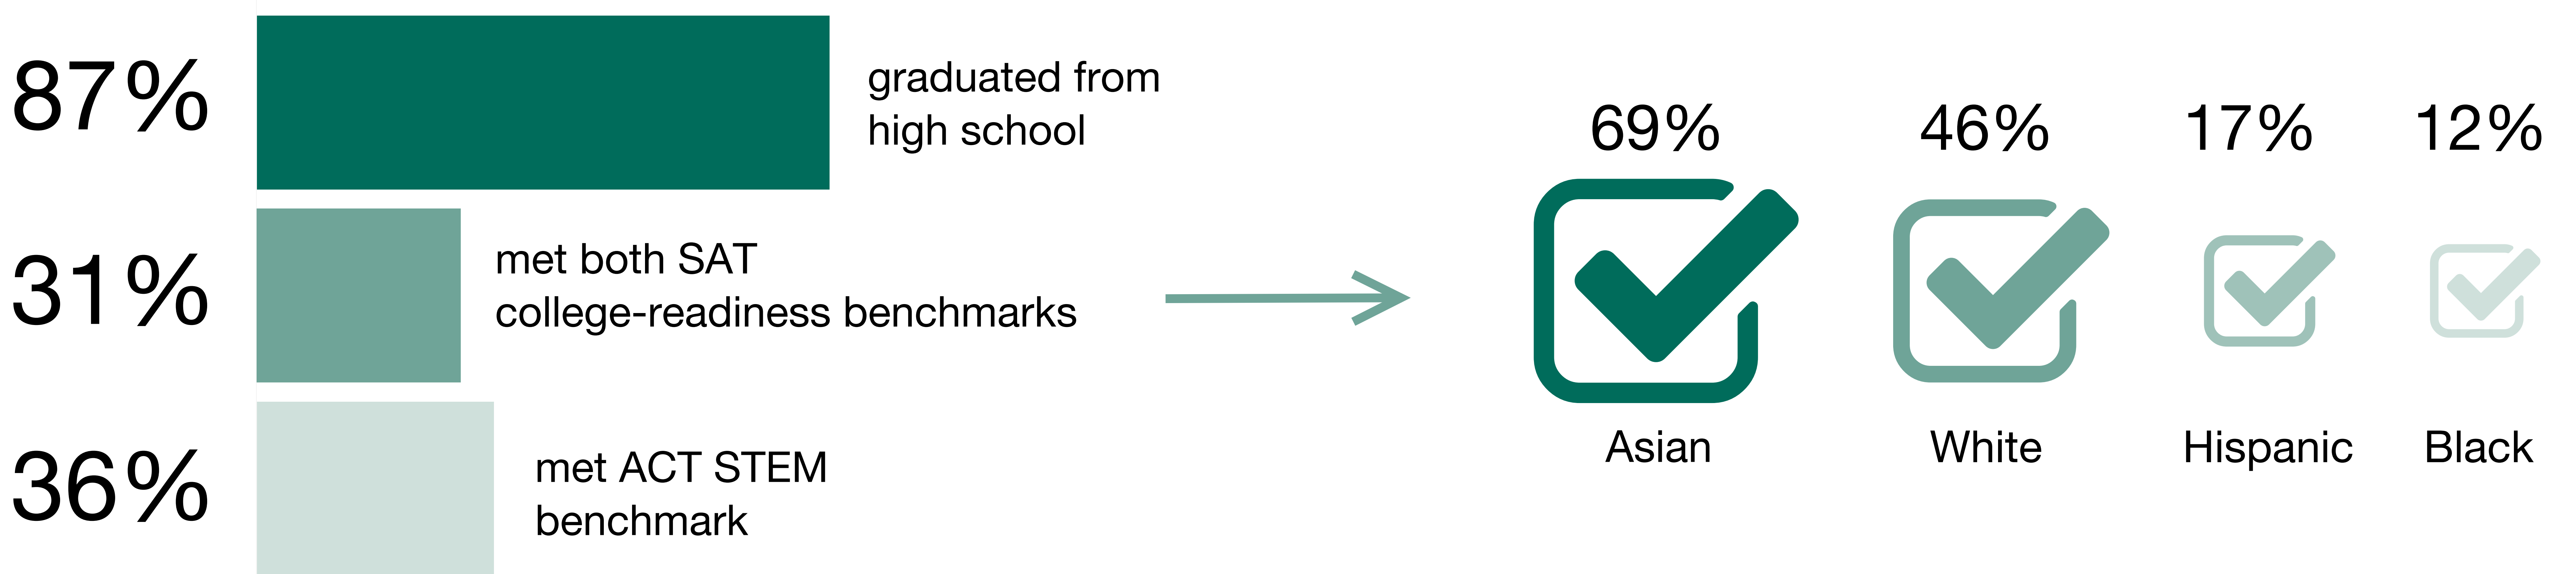 87%
graduated from
high school
31%
met both SAT
college-readiness benchmarks
36%
met ACT STEM
benchmark
69%
46%
17%
12%
Asian
White
Hispanic
Black